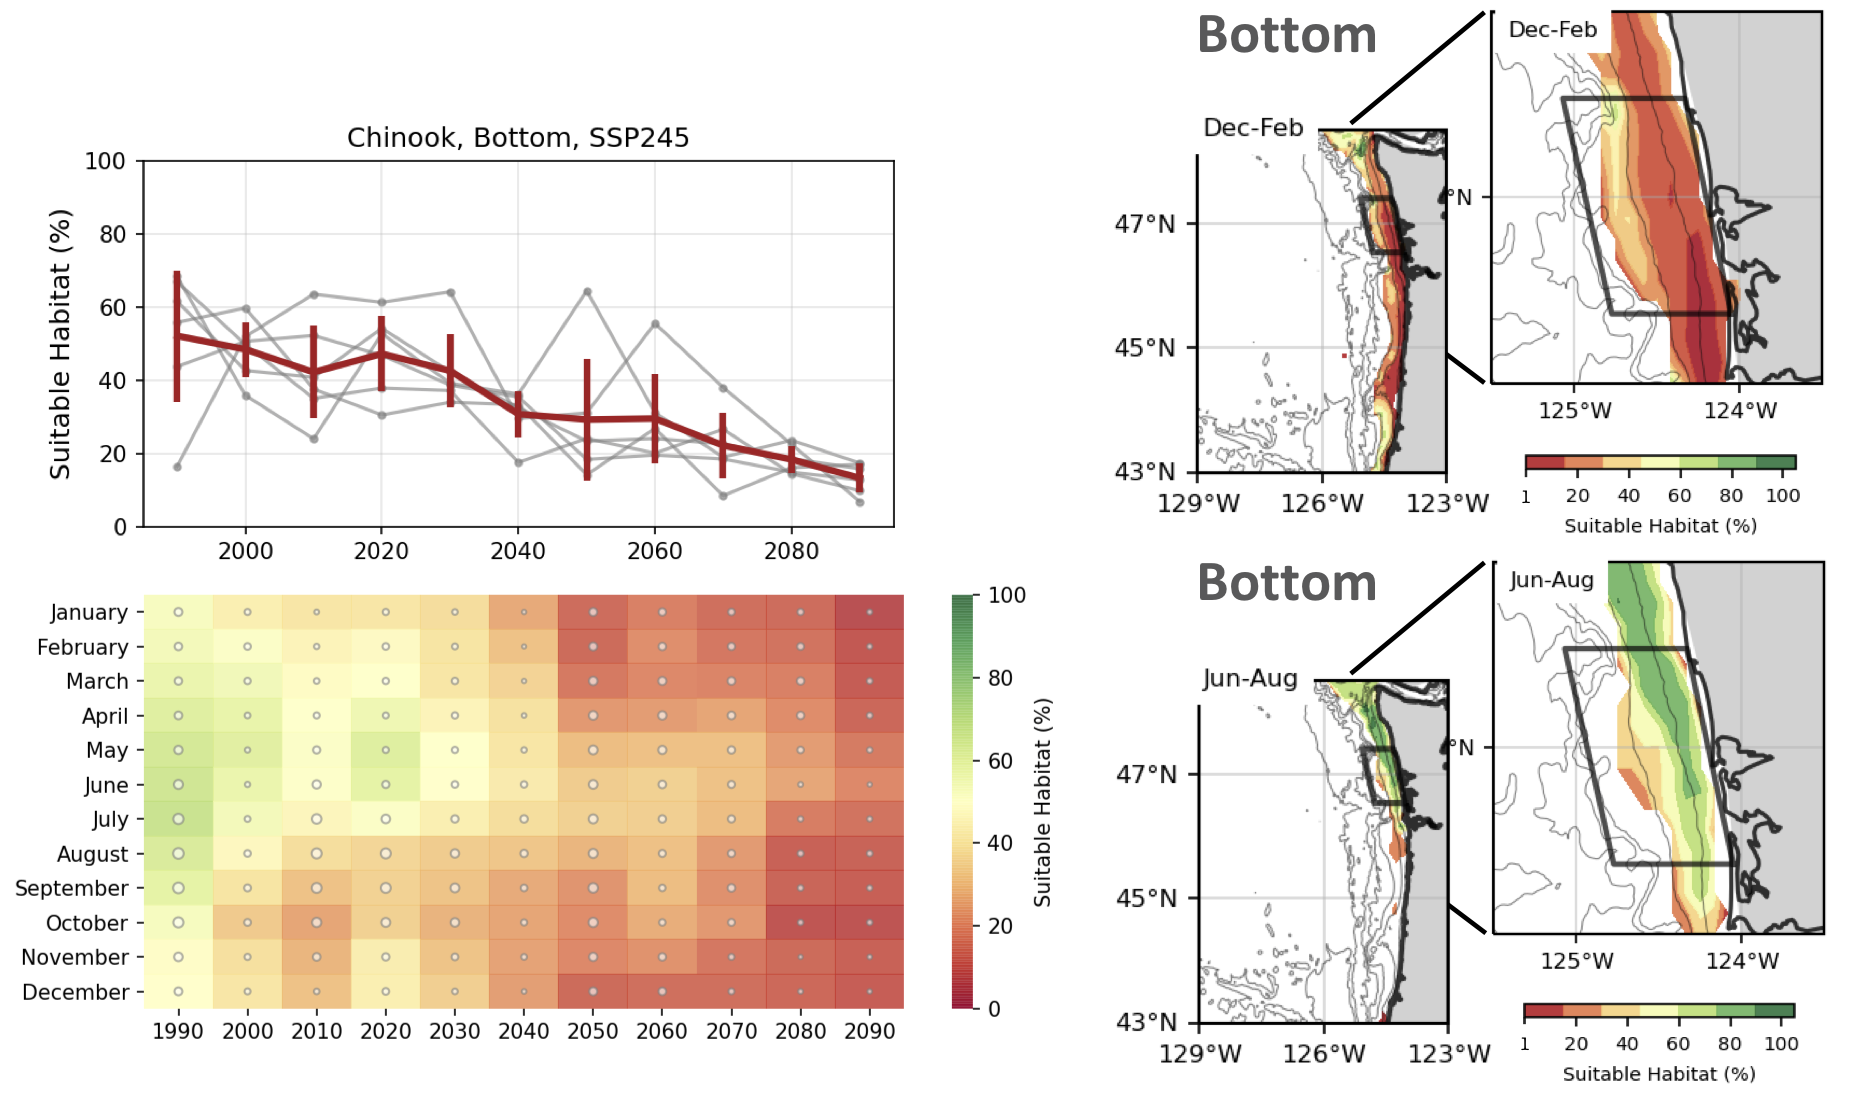 Chinook, Bottom, SSP245
Suitable Habitat (%)
100
80
60
40
20
0
2000 2020 2040 2060 2080
January
February
March
April
May
June
July
August
September
October
November
December
1990 2000 2010 2020 2030 2040 2050 2060 2070 2080 2090
100
80
60
40
20
0
Suitable Habitat (%)
Bottom
Dec-Feb
47°N
45°N
43°N
129°W 126°W 123°W
Dec-Feb
°N
125°W 124°W
1 20 40 60 80 100
Suitable Habitat (%)
Bottom
Jun-Aug
47°N
45°N
43°N
129°W 126°W 123°W
Jun-Aug
°N
125°W 124°W
1 20 40 60 80 100
Suitable Habitat (%)